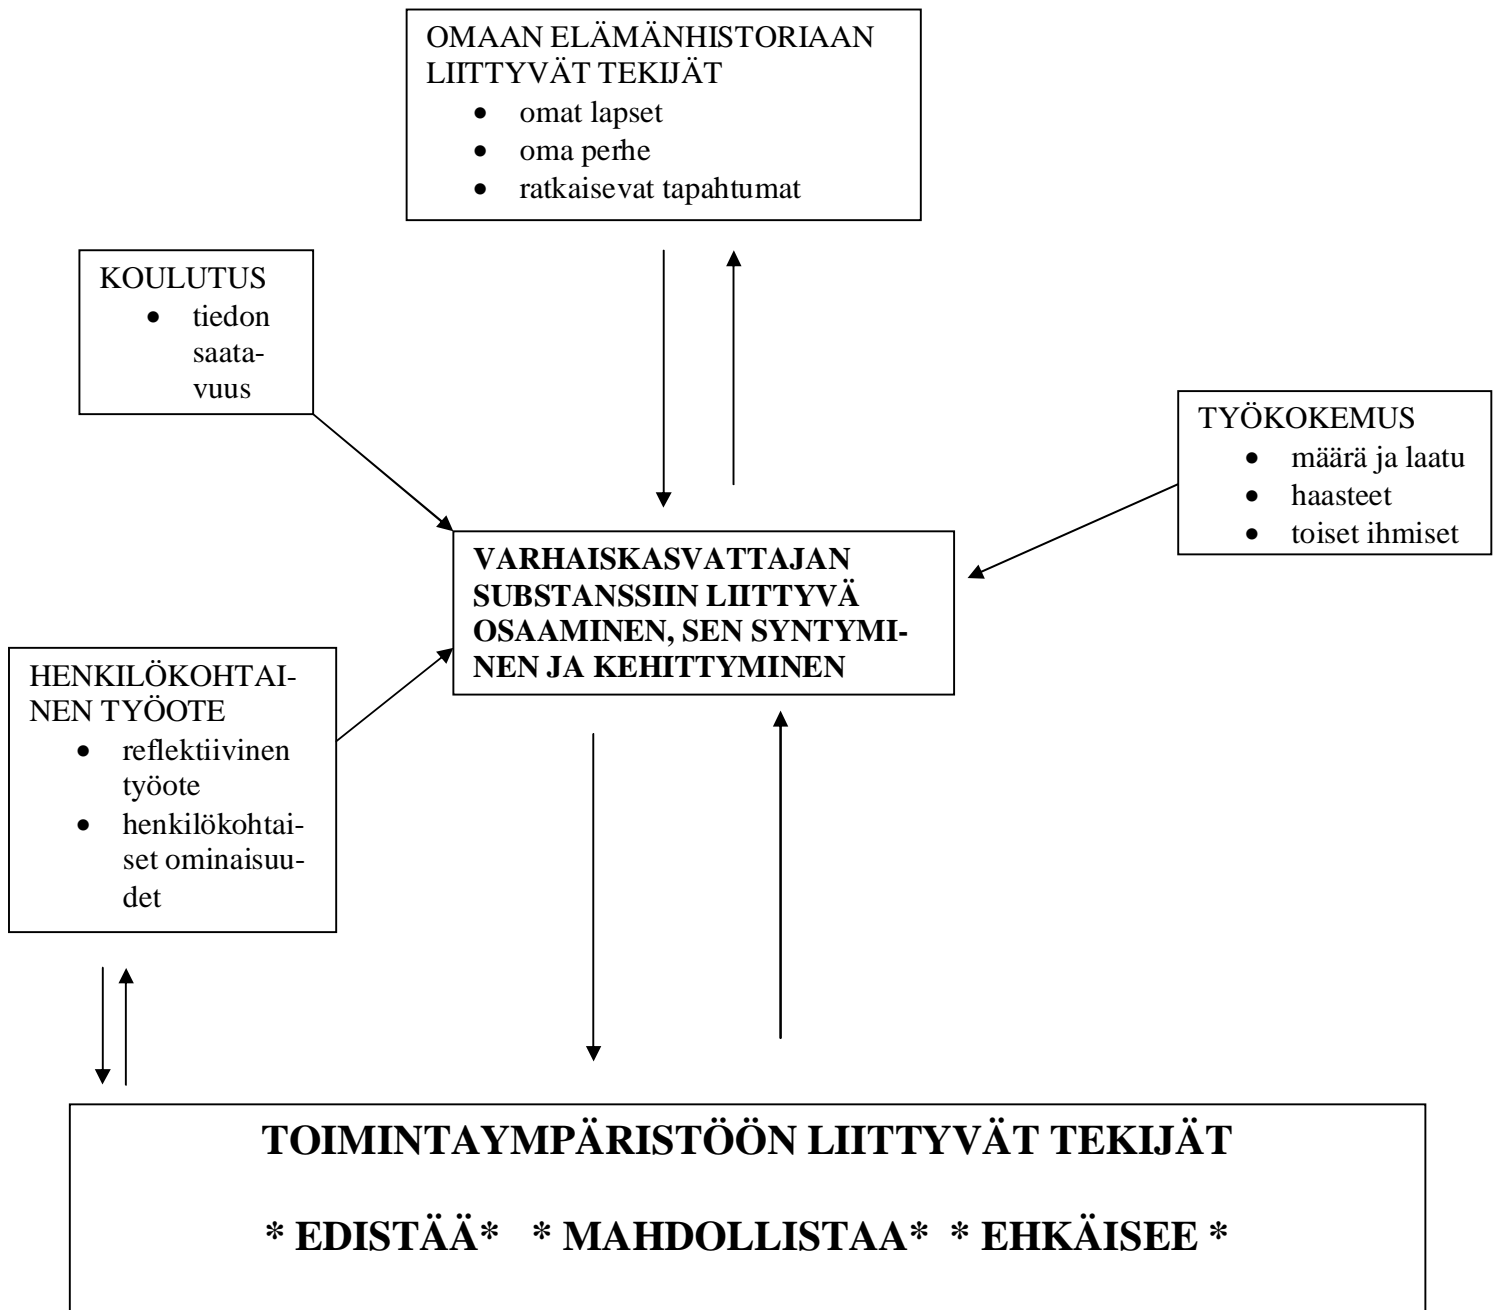 OMAAN ELÄMÄNHISTORIAAN
LIITTYVÄT TEKIJÄT
• omat lapset
• oma perhe
• ratkaisevat tapahtumat
KOULUTUS
• tiedon
saata-
vuus
TYÖKOKEMUS
• määrä ja laatu
• haasteet
• toiset ihmiset
VARHAISKASVATTAJAN
SUBSTANSSIIN LIITTYVÄ
OSAAMINEN, SEN SYNTYMI-
NEN JA KEHITTYMINEN
HENKILÖKOHTAI-
NEN TYÖOTE
• reflektiivinen
työote
• henkilökohtai-
set ominaisuu-
det
TOIMINTAYMPÄRISTÖÖN LIITTYVÄT TEKIJÄT
* EDISTÄÄ* * MAHDOLLISTAA* * EHKÄISEE *